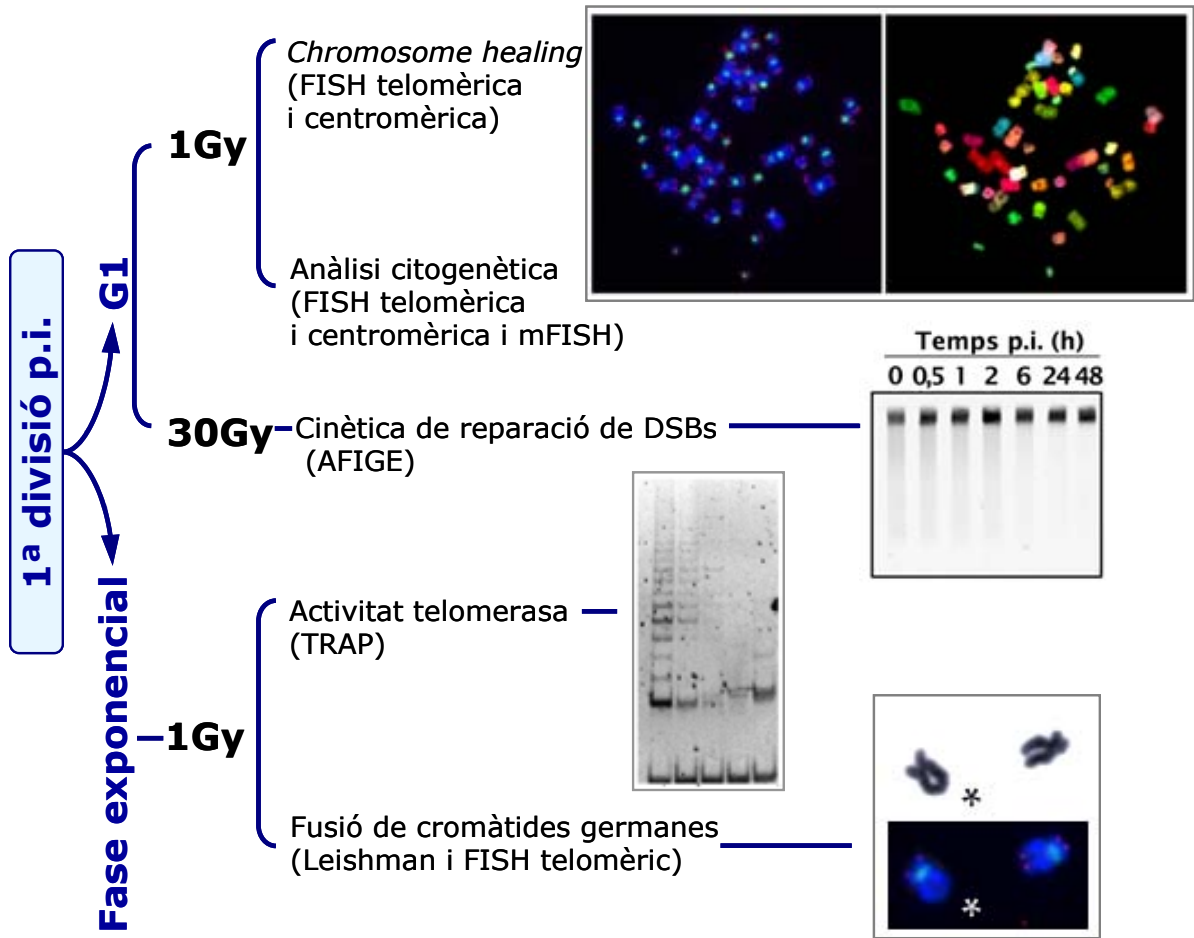 1ª divisió p.i.
G1
1Gy
Chromosome healing
(FISH telomèrica
i centromèrica)
Anàlisi citogenètica
(FISH telomèrica
i centromèrica i mFISH)
30Gy
Cinètica de reparació de DSBs
(AFIGE)
Temps p.i. (h)
0 0,5 1 2 6 24 48
Fase exponencial
1Gy
Activitat telomerasa
(TRAP)
Fusió de cromàtides germanes
(Leishman i FISH telomèric)
*
*